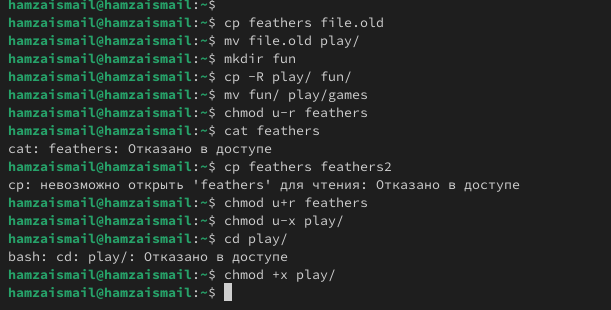 hamzaismail@hamzaismail:~$
hamzaismail@hamzaismail:~$ cp feathers file.old
hamzaismail@hamzaismail:~$ mv file.old play/
hamzaismail@hamzaismail:~$ mkdir fun
hamzaismail@hamzaismail:~$ cp -R play/ fun/
hamzaismail@hamzaismail:~$ mv fun/ play/games
hamzaismail@hamzaismail:~$ chmod u-r feathers
hamzaismail@hamzaismail:~$ cat feathers
cat: feathers: Отказано в доступе
hamzaismail@hamzaismail:~$ cp feathers feathers2
cp: невозможно открыть 'feathers' для чтения: Отказано в доступе
hamzaismail@hamzaismail:~$ chmod u+r feathers
hamzaismail@hamzaismail:~$ chmod u-x play/
hamzaismail@hamzaismail:~$ cd play/
bash: cd: play/: Отказано в доступе
hamzaismail@hamzaismail:~$ chmod +x play/
hamzaismail@hamzaismail:~$